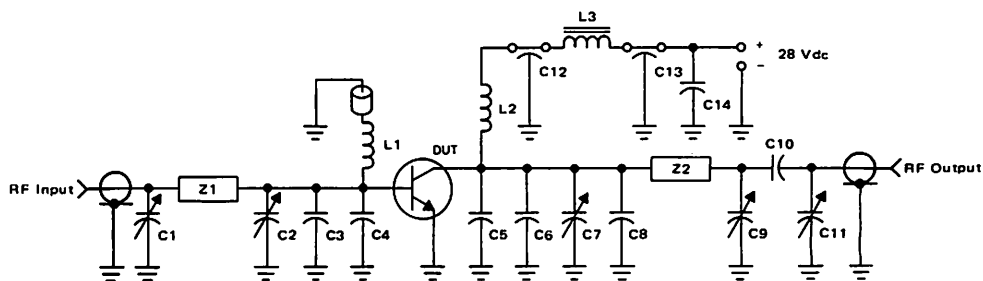 L3
+
28 Vdc
−
C12
C13
C14
L2
L1
DUT
C10
RF Input
Z1
Z2
RF Output
C1
C2
C3
C4
C5
C6
C7
C8
C9
C11